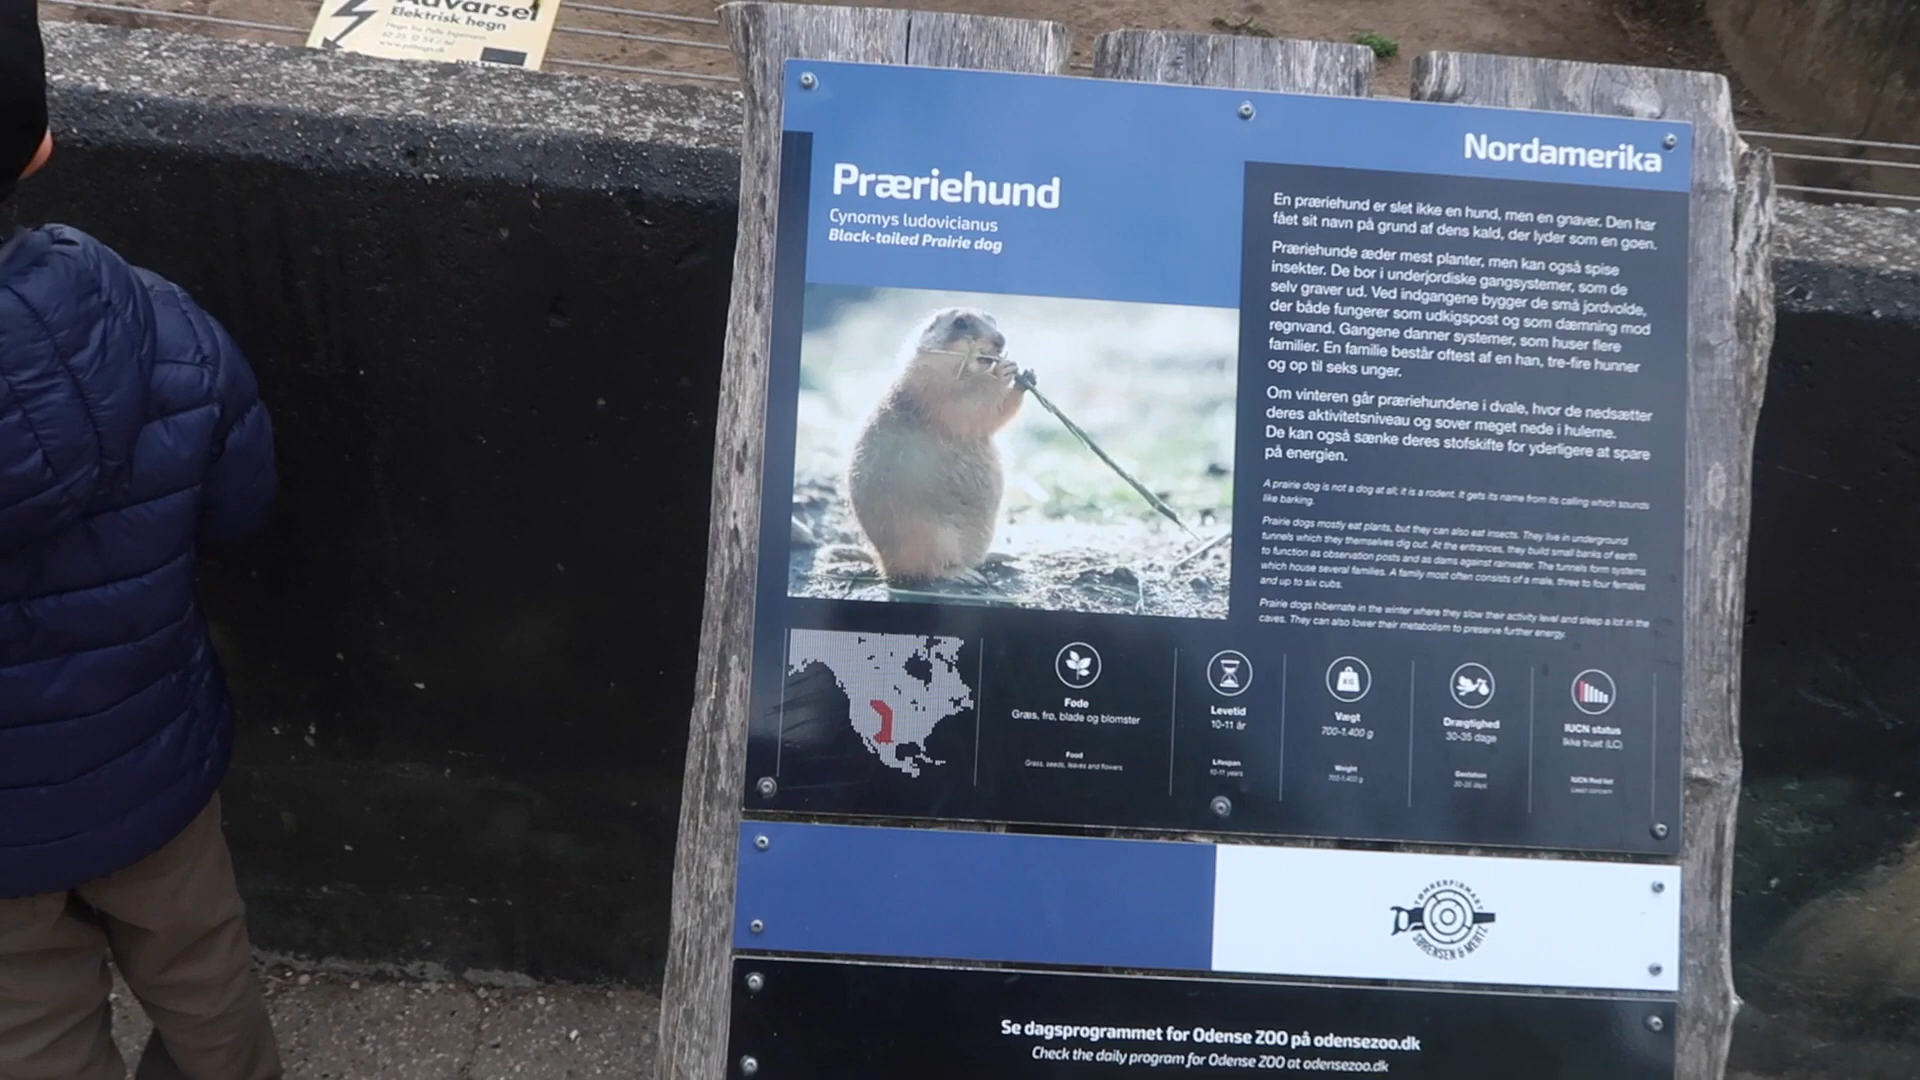 Advarsel
Elektrisk hegn
Nordamerika
Præriehund
Cynomys ludovicianus
Black-tailed Prairie dog
En præriehund er slet ikke en hund, men en gnaver. Den har
fået sit navn på grund af dens kald, der lyder som en gøen.
Præriehunde æder mest planter, men kan også spise
insekter. De bor i underjordiske gangsystemer, som de
selv graver ud. Ved indgangene bygger de små jordvolde,
der både fungerer som udkigspost og som dæmning mod
regnvand. Gangene danner systemer, som huser flere
familier. En familie består oftest af en han, tre-fire hunner
og op til seks unger.
Om vinteren går præriehundene i dvale, hvor de nedsætter
deres aktivitetsniveau og sover meget nede i hulerne.
De kan også sænke deres stofskifte for yderligere at spare
på energien.
A prairie dog is not a dog at all; it is a rodent. It gets its name from its calling which sounds
like barking.
Prairie dogs mostly eat plants, but they can also eat insects. They live in underground
tunnels which they themselves dig out. At the entrances, they build small banks of earth
to function as observation posts and as dams against rainwater. The tunnels form systems
which house several families. A family most often consists of a male, three to four females
and up to six cubs.
Prairie dogs hibernate in the winter where they slow their activity level and sleep a lot in the
caves. They can also lower their metabolism to preserve further energy.
Føde
Græs, frø, blade og blomster
Food
Grass, seeds, leaves and flowers
Levetid
10-11 år
Lifespan
10-11 years
KG
Vægt
700-1.400 g
Weight
700-1.400 g
Drægtighed
30-35 dage
Gestation
30-35 days
IUCN status
Ikke truet (LC)
IUCN Red list
Least concern
TØMRERFIRMAET
SØRENSEN & MERTZ
Se dagsprogrammet for Odense ZOO på odensezoo.dk
Check the daily program for Odense ZOO at odensezoo.dk